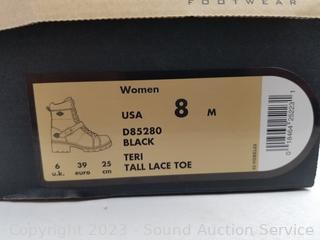 FOOTWEAR
Women
USA 8 M
D85280
BLACK
TERI
TALL LACE TOE
6 39 25
u.k. euro cm
Copyright 2023 - Sound Auction Service